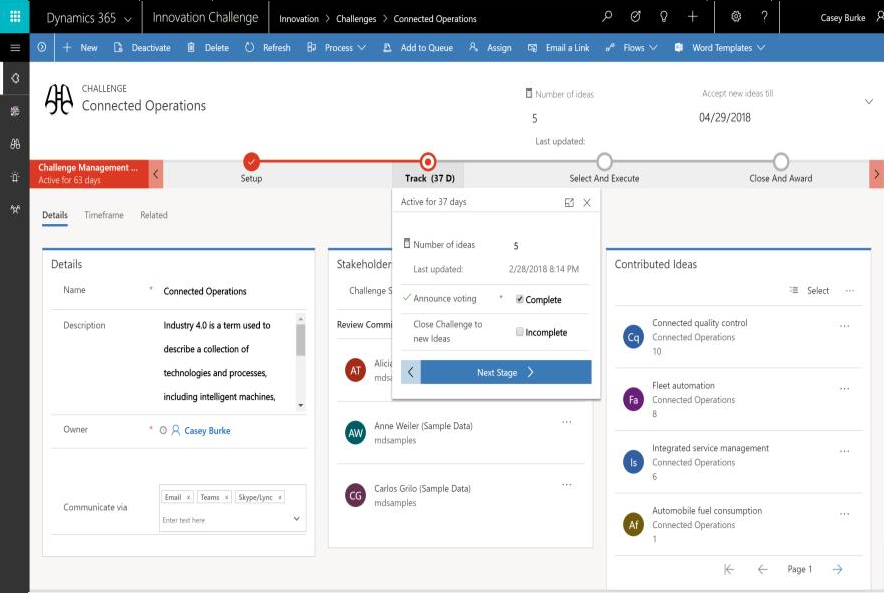 Dynamics 365
Innovation Challenge
Innovation > Challenges > Connected Operations
Casey Burke
New
Deactivate
Delete
Refresh
Process
Add to Queue
Assign
Email a Link
Flows
Word Templates
CHALLENGE
Connected Operations
Number of ideas
5
Last updated:
Accept new ideas till
04/29/2018
Challenge Management ...
Active for 63 days
Setup
Track (37 D)
Select And Execute
Close And Award
Details
Timeframe
Related
Active for 37 days
Number of ideas
5
Last updated:
2/28/2018 8:14 PM
Announce voting
*
Complete
Close Challenge to
new Ideas
Incomplete
Next Stage
Details
Name
*
Connected Operations
Description
Industry 4.0 is a term used to
describe a collection of
technologies and processes,
including intelligent machines,
Owner
*
Casey Burke
Communicate via
Email x
Teams x
Skype/Lync x
Enter text here
Stakeholder
Challenge S
Review Commi
AT
Alicia
mds
AW
Anne Weiler (Sample Data)
mdsamples
...
CG
Carlos Grilo (Sample Data)
mdsamples
...
Contributed Ideas
Select
...
Cq
Connected quality control
Connected Operations
10
...
Fa
Fleet automation
Connected Operations
8
...
Is
Integrated service management
Connected Operations
6
...
Af
Automobile fuel consumption
Connected Operations
1
...
Page 1